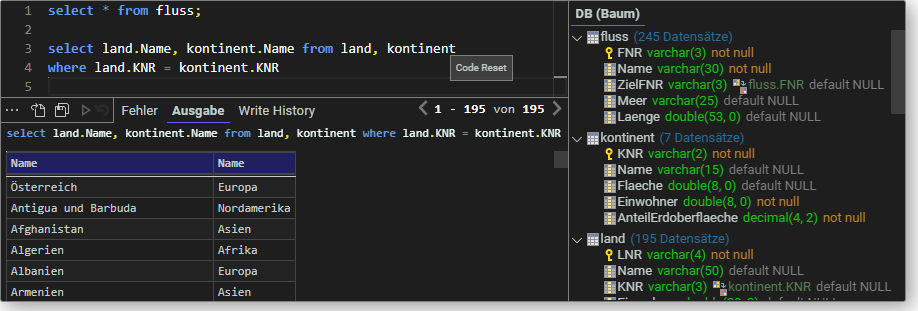 1 select * from fluss;
2
3 select land.Name, kontinent.Name from land, kontinent
4 where land.KNR = kontinent.KNR
5
Code Reset
Fehler Ausgabe Write History 1 - 195 von 195
select land.Name, kontinent.Name from land, kontinent where land.KNR = kontinent.KNR
Name Name
Österreich Europa
Antigua und Barbuda Nordamerika
Afghanistan Asien
Algerien Afrika
Albanien Europa
Armenien Asien
DB (Baum)
fluss (245 Datensätze)
FNR varchar(3) not null
Name varchar(30) not null
ZielFNR varchar(3) fluss.FNR default NULL
Meer varchar(25) default NULL
Laenge double(53, 0) default NULL
kontinent (7 Datensätze)
KNR varchar(2) not null
Name varchar(15) default NULL
Flaeche double(8, 0) default NULL
Einwohner double(8, 0) not null
AnteilErdoberflaeche decimal(4, 2) not null
land (195 Datensätze)
LNR varchar(4) not null
Name varchar(50) default NULL
KNR varchar(3) kontinent.KNR default NULL